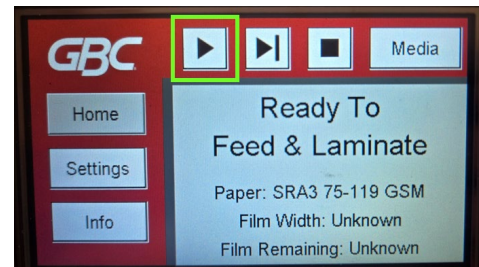 GBC
Media
Home
Settings
Info
Ready To
Feed & Laminate
Paper: SRA3 75-119 GSM
Film Width: Unknown
Film Remaining: Unknown